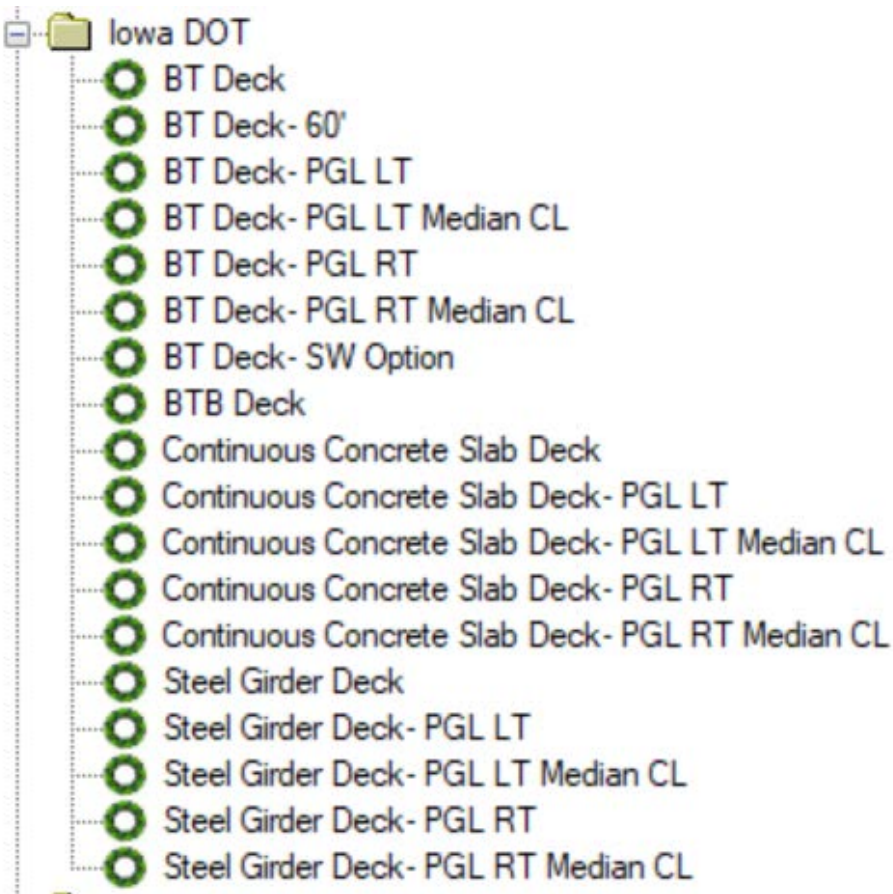 Iowa DOT
BT Deck
BT Deck- 60'
BT Deck- PGL LT
BT Deck- PGL LT Median CL
BT Deck- PGL RT
BT Deck- PGL RT Median CL
BT Deck- SW Option
BTB Deck
Continuous Concrete Slab Deck
Continuous Concrete Slab Deck- PGL LT
Continuous Concrete Slab Deck- PGL LT Median CL
Continuous Concrete Slab Deck- PGL RT
Continuous Concrete Slab Deck- PGL RT Median CL
Steel Girder Deck
Steel Girder Deck- PGL LT
Steel Girder Deck- PGL LT Median CL
Steel Girder Deck- PGL RT
Steel Girder Deck- PGL RT Median CL